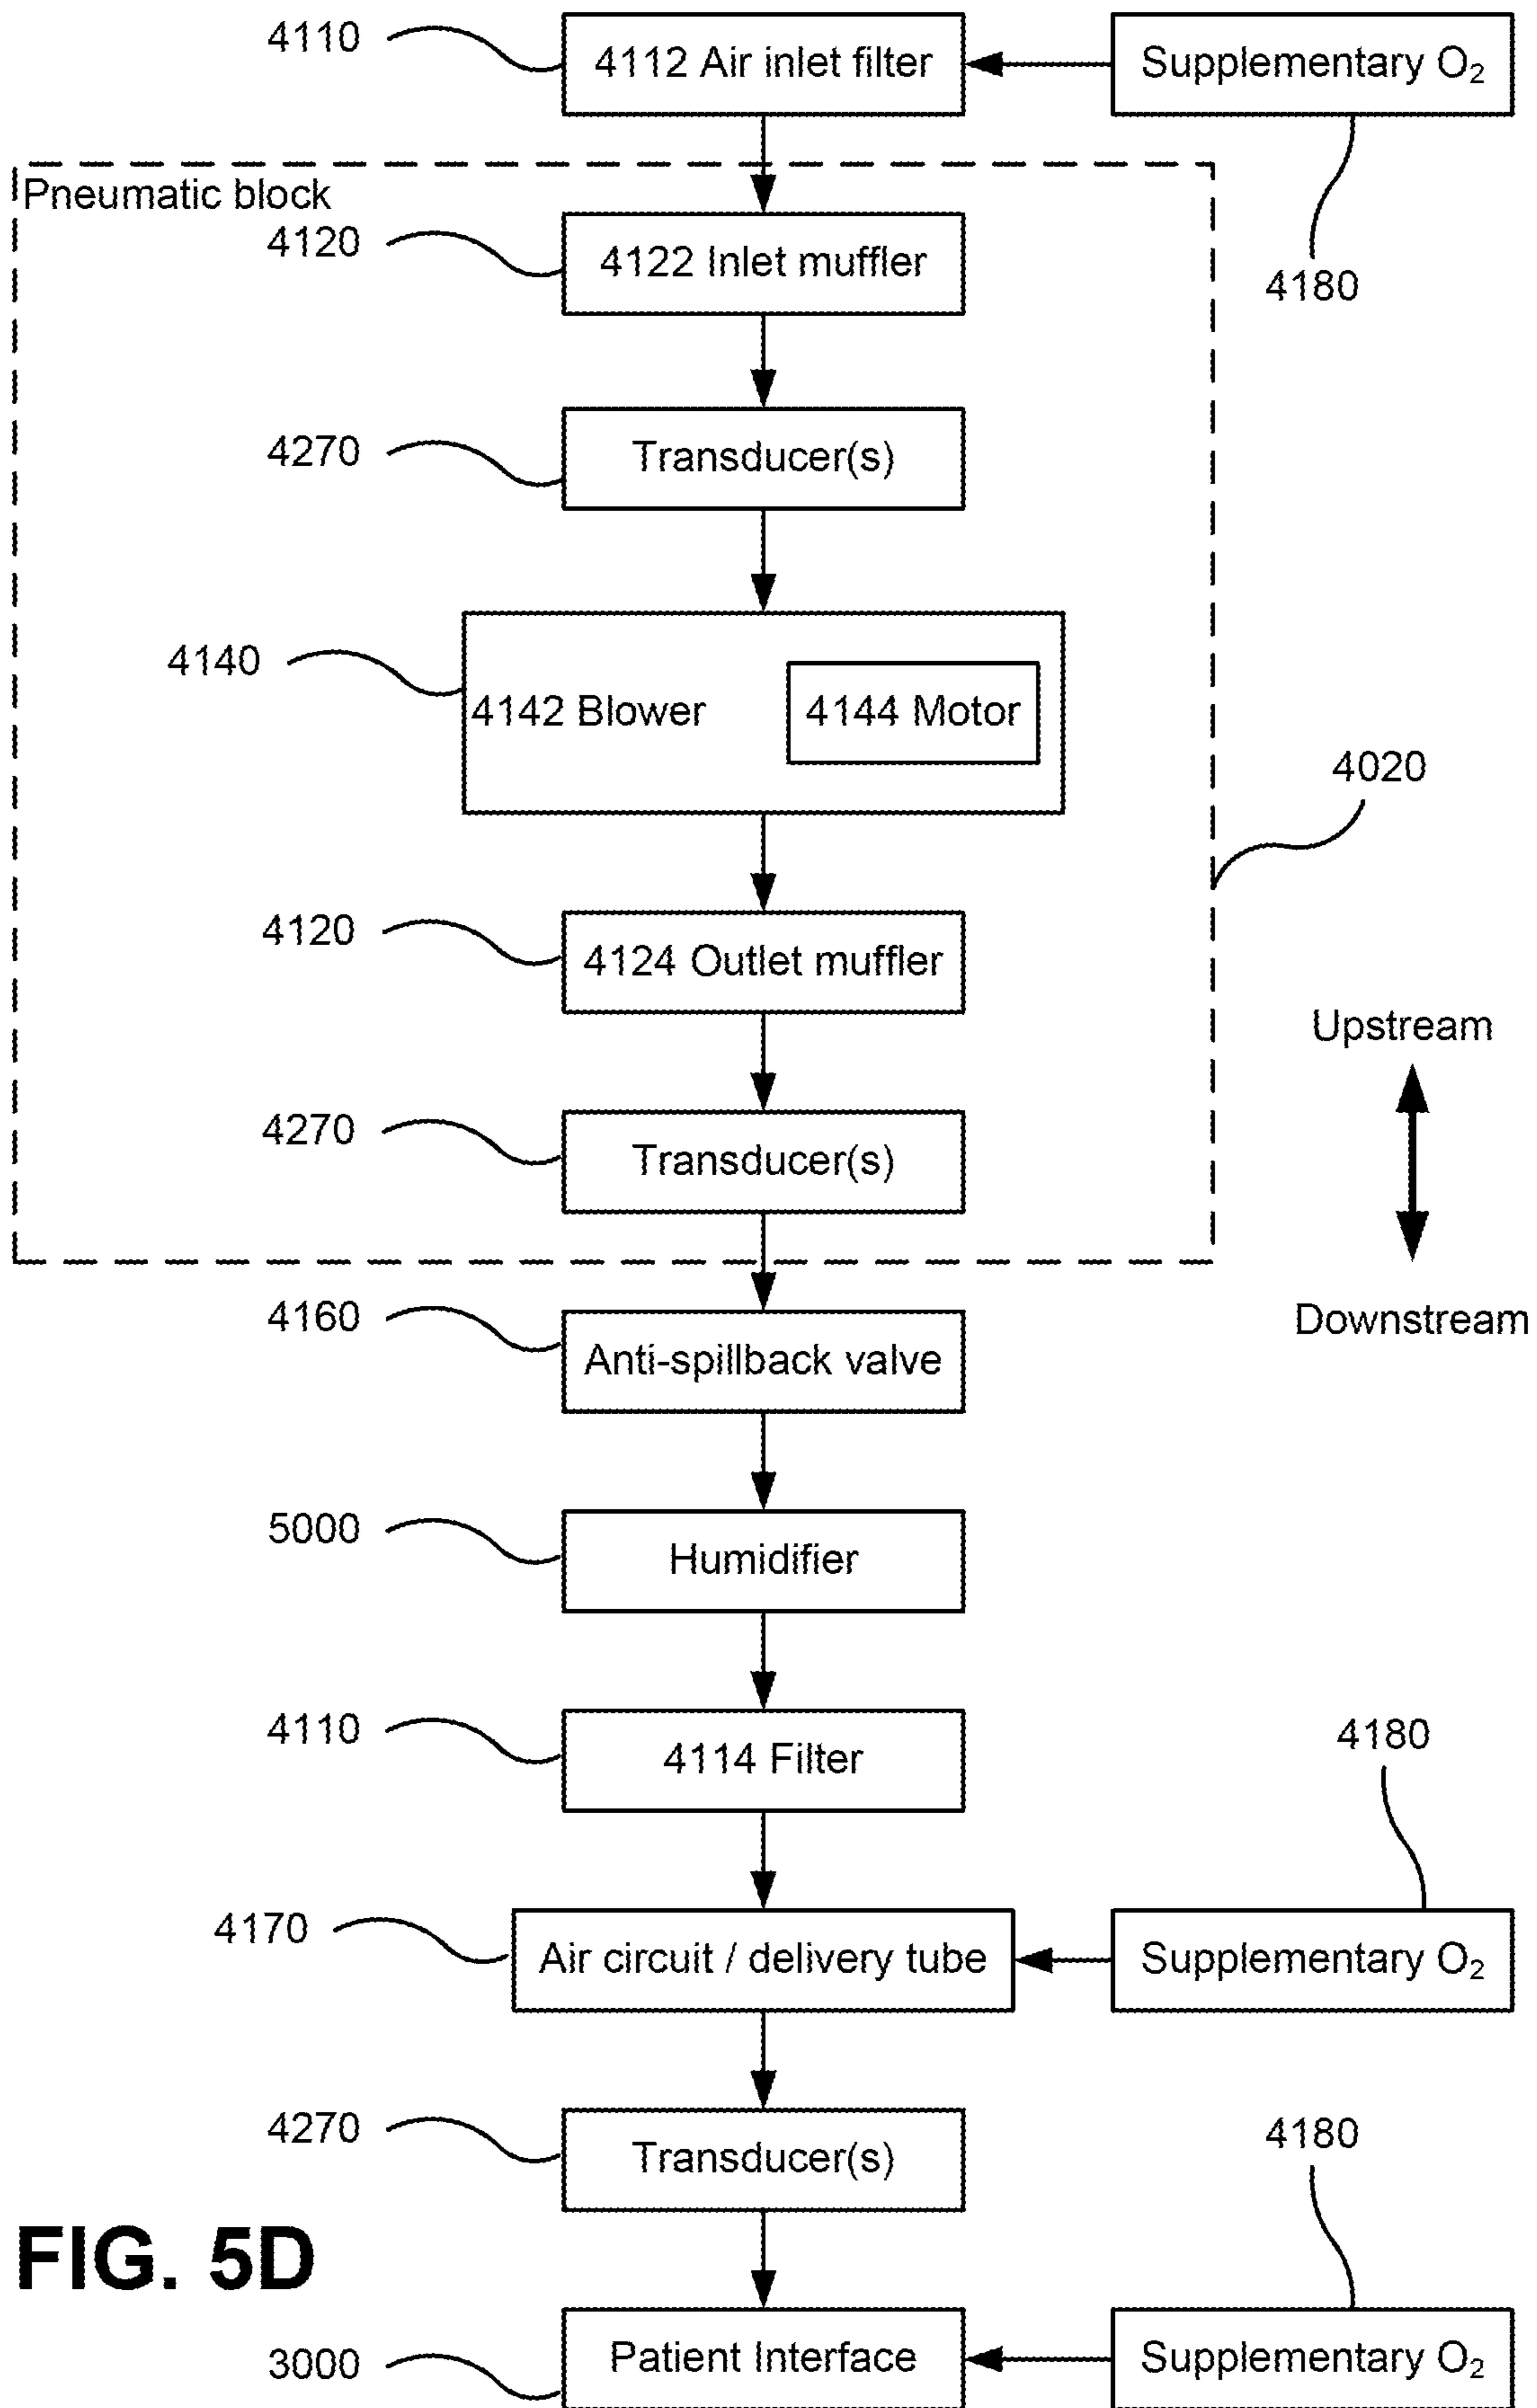 4110
4112 Air inlet filter
Supplementary O₂
Pneumatic block
4120
4122 Inlet muffler
4180
4270
Transducer(s)
4140
4142 Blower
4144 Motor
4020
4120
4124 Outlet muffler
Upstream
4270
Transducer(s)
4160
Downstream
Anti-spillback valve
5000
Humidifier
4110
4114 Filter
4180
4170
Air circuit / delivery tube
Supplementary O₂
4270
Transducer(s)
4180
FIG. 5D
3000
Patient Interface
Supplementary O₂